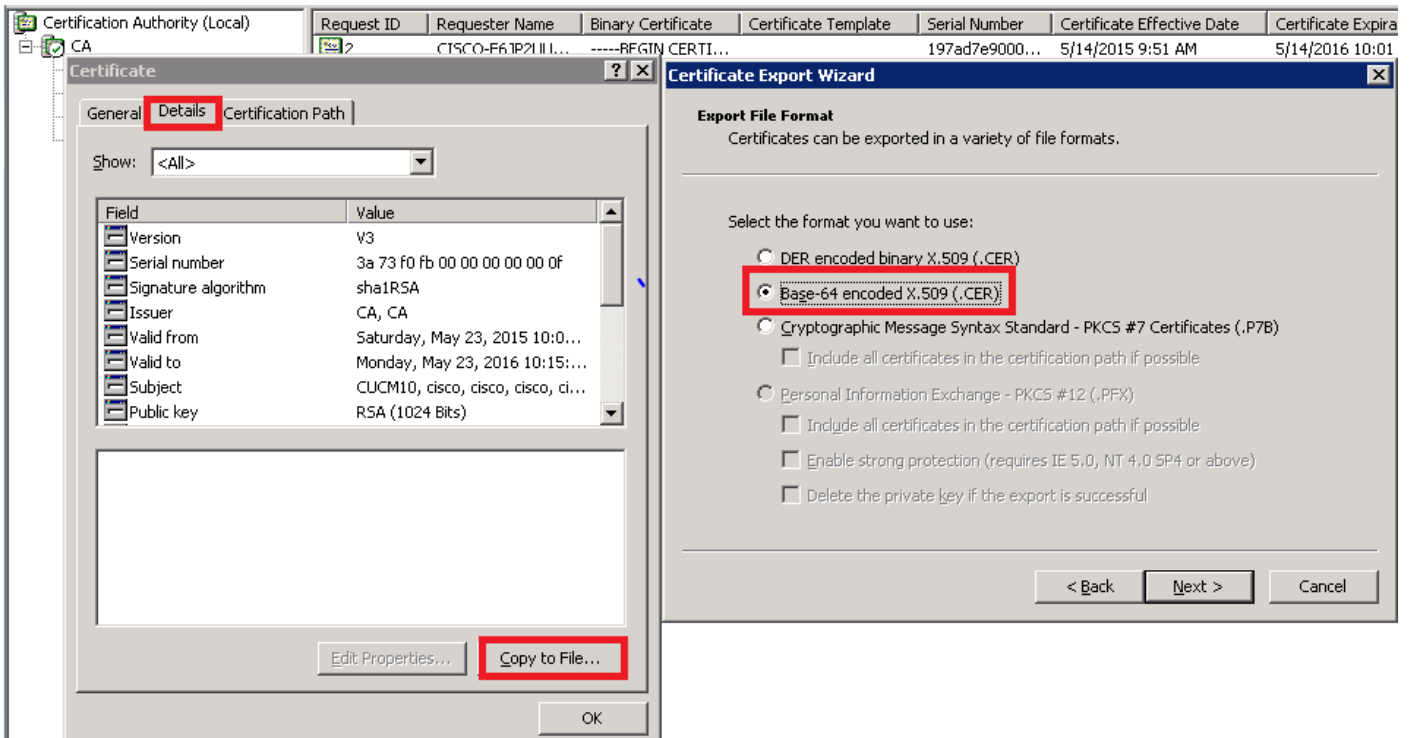 Certification Authority (Local)
CA
Request ID Requester Name Binary Certificate Certificate Template Serial Number Certificate Effective Date Certificate Expira
2 CISCO-E6JP2LIU... -----BEGIN CERTI... 197ad7e9000... 5/14/2015 9:51 AM 5/14/2016 10:01
Certificate
General Details Certification Path
Show: <All>
Field Value
Version V3
Serial number 3a 73 f0 fb 00 00 00 00 00 0f
Signature algorithm sha1RSA
Issuer CA, CA
Valid from Saturday, May 23, 2015 10:0...
Valid to Monday, May 23, 2016 10:15:...
Subject CUCM10, cisco, cisco, cisco, ci...
Public key RSA (1024 Bits)
Edit Properties... Copy to File...
OK
Certificate Export Wizard
Export File Format
Certificates can be exported in a variety of file formats.
Select the format you want to use:
DER encoded binary X.509 (.CER)
Base-64 encoded X.509 (.CER)
Cryptographic Message Syntax Standard - PKCS #7 Certificates (.P7B)
Include all certificates in the certification path if possible
Personal Information Exchange - PKCS #12 (.PFX)
Include all certificates in the certification path if possible
Enable strong protection (requires IE 5.0, NT 4.0 SP4 or above)
Delete the private key if the export is successful
< Back Next > Cancel